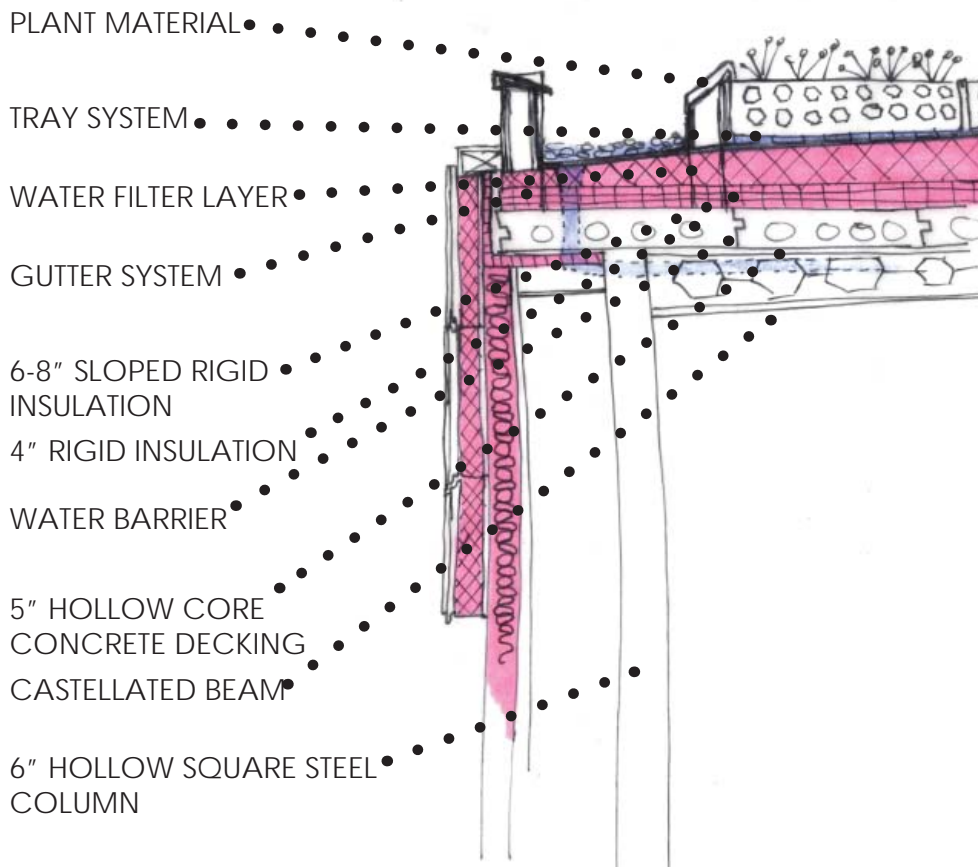 PLANT MATERIAL
TRAY SYSTEM
WATER FILTER LAYER
GUTTER SYSTEM
6-8" SLOPED RIGID
INSULATION
4" RIGID INSULATION
WATER BARRIER
5" HOLLOW CORE
CONCRETE DECKING
CASTELLATED BEAM
6" HOLLOW SQUARE STEEL
COLUMN